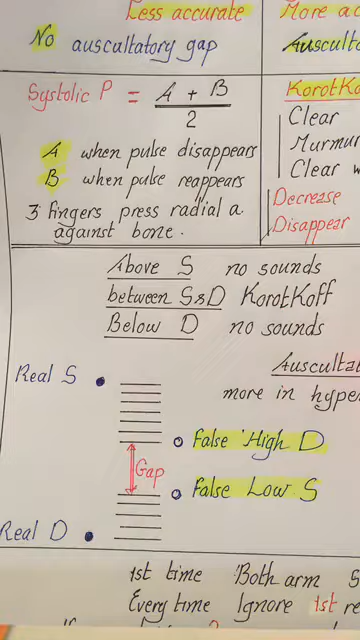 Less accurate
More a
No auscultatory gap
Auscult
Systolic P = A + B / 2
A when pulse disappears
B when pulse reappears
3 fingers press radial a.
against bone.
KorotKo
Clear
Murmur
Clear w
Decrease
Disappear
Above S no sounds
between S&D KorotKoff
Below D no sounds
Auscultat
more in hype
Real S
False High D
Gap
False Low S
Real D
1st time Both arm S
Every time Ignore 1st re